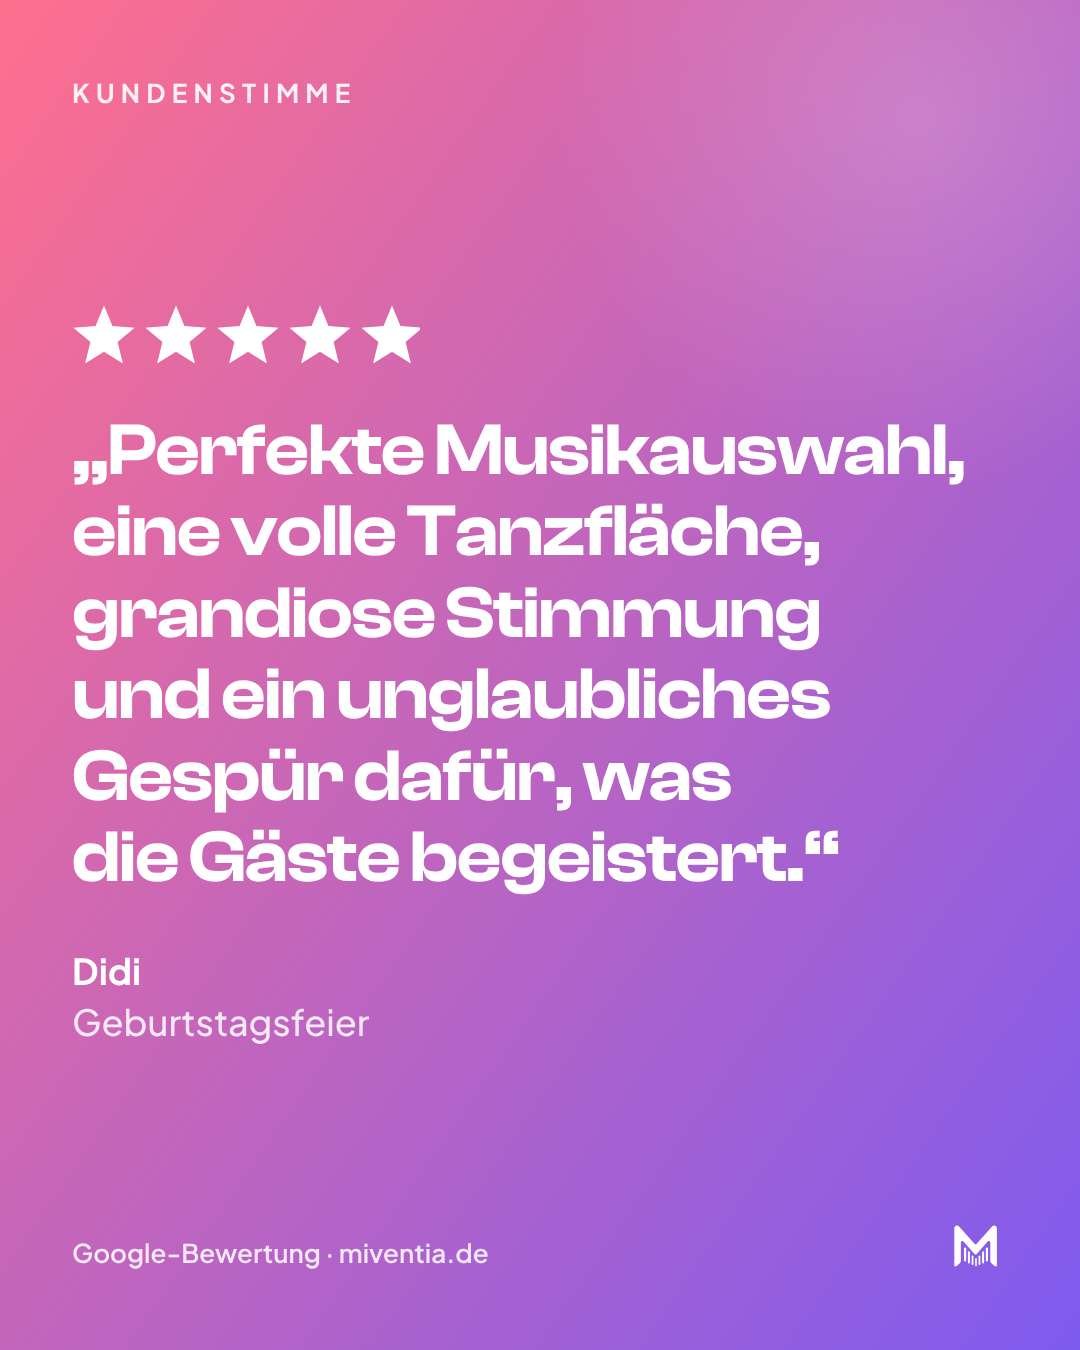 KUNDENSTIMME
„Perfekte Musikauswahl,
eine volle Tanzfläche,
grandiose Stimmung
und ein unglaubliches
Gespür dafür, was
die Gäste begeistert.“
Didi
Geburtstagsfeier
Google-Bewertung · miventia.de